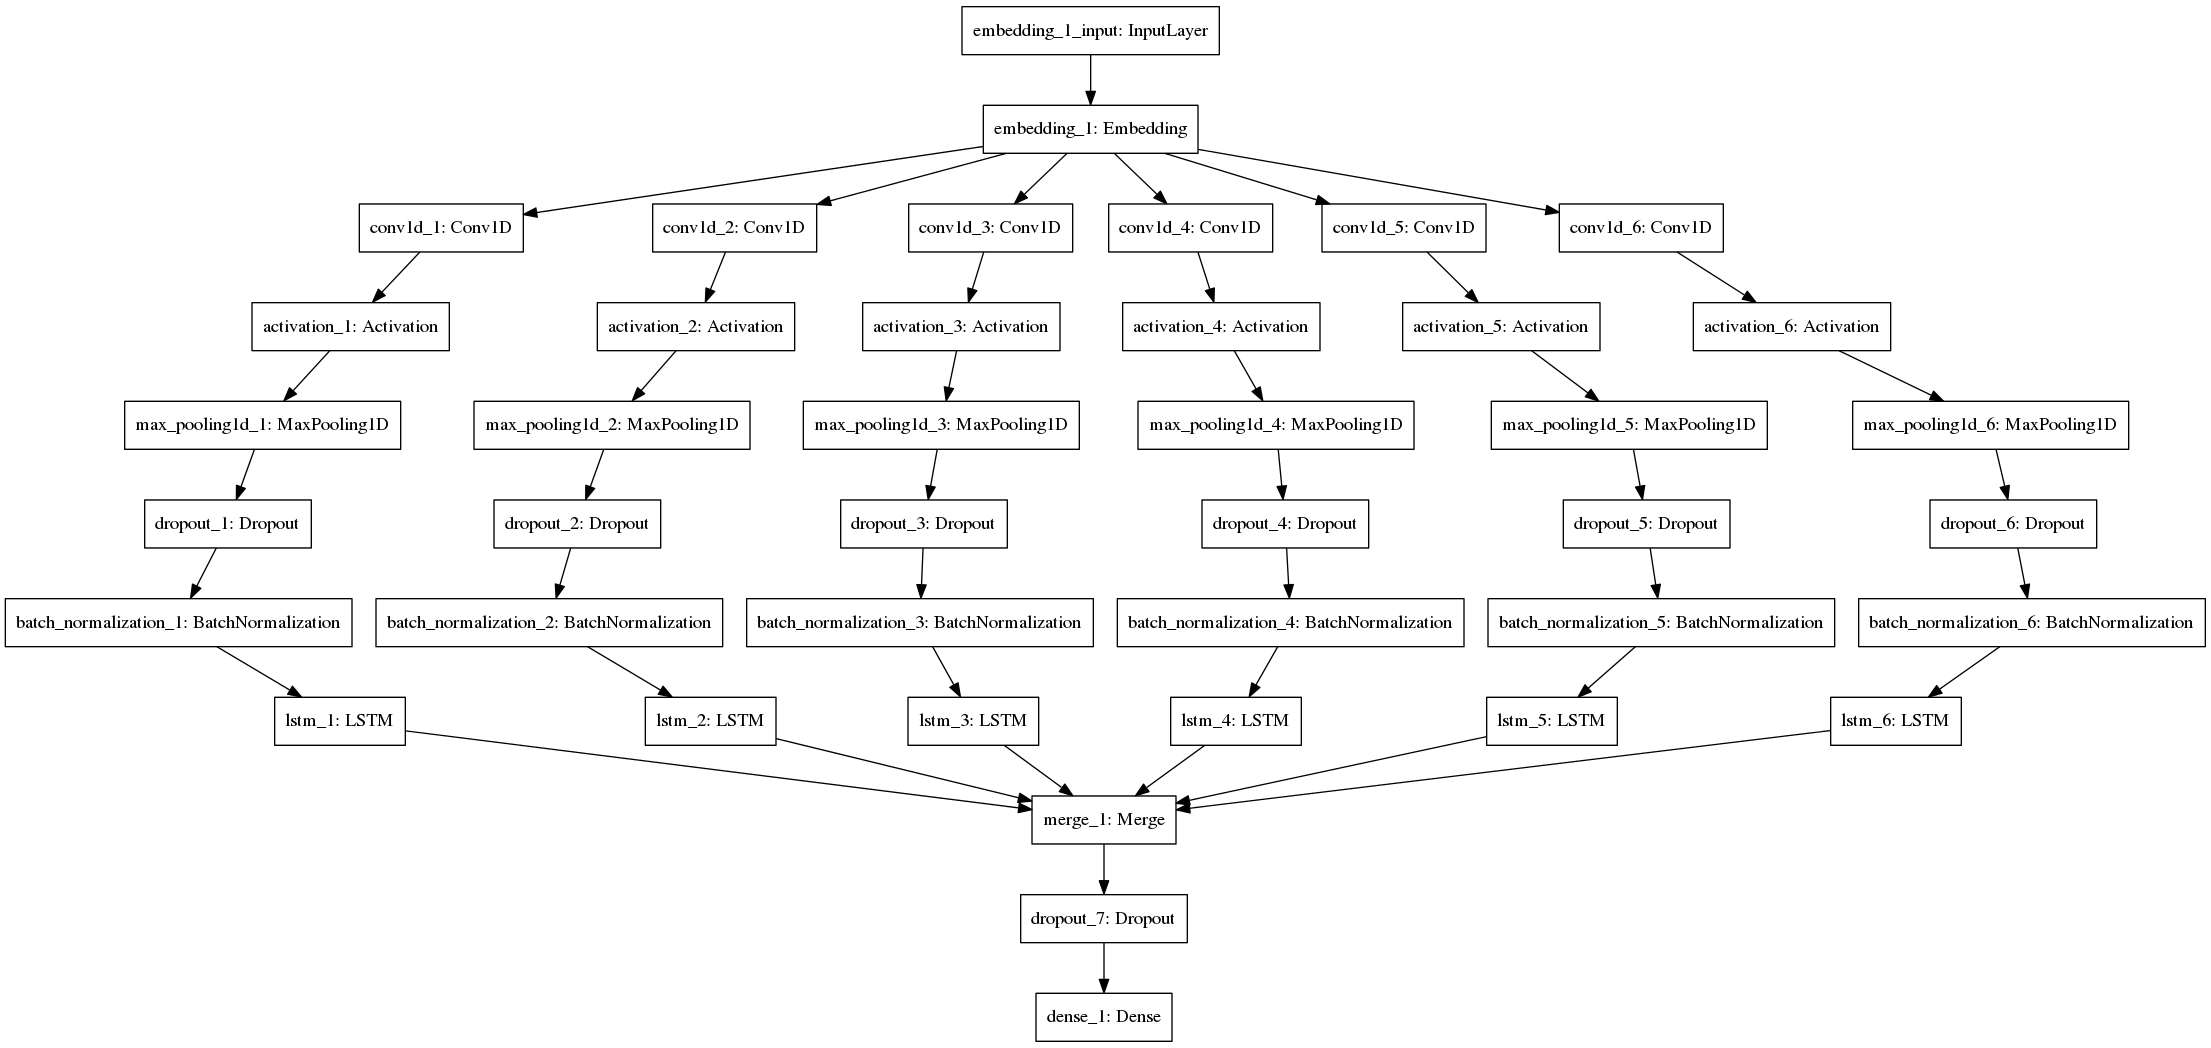 embedding_1_input: InputLayer
embedding_1: Embedding
conv1d_1: Conv1D
conv1d_2: Conv1D
conv1d_3: Conv1D
conv1d_4: Conv1D
conv1d_5: Conv1D
conv1d_6: Conv1D
activation_1: Activation
activation_2: Activation
activation_3: Activation
activation_4: Activation
activation_5: Activation
activation_6: Activation
max_pooling1d_1: MaxPooling1D
max_pooling1d_2: MaxPooling1D
max_pooling1d_3: MaxPooling1D
max_pooling1d_4: MaxPooling1D
max_pooling1d_5: MaxPooling1D
max_pooling1d_6: MaxPooling1D
dropout_1: Dropout
dropout_2: Dropout
dropout_3: Dropout
dropout_4: Dropout
dropout_5: Dropout
dropout_6: Dropout
batch_normalization_1: BatchNormalization
batch_normalization_2: BatchNormalization
batch_normalization_3: BatchNormalization
batch_normalization_4: BatchNormalization
batch_normalization_5: BatchNormalization
batch_normalization_6: BatchNormalization
lstm_1: LSTM
lstm_2: LSTM
lstm_3: LSTM
lstm_4: LSTM
lstm_5: LSTM
lstm_6: LSTM
merge_1: Merge
dropout_7: Dropout
dense_1: Dense